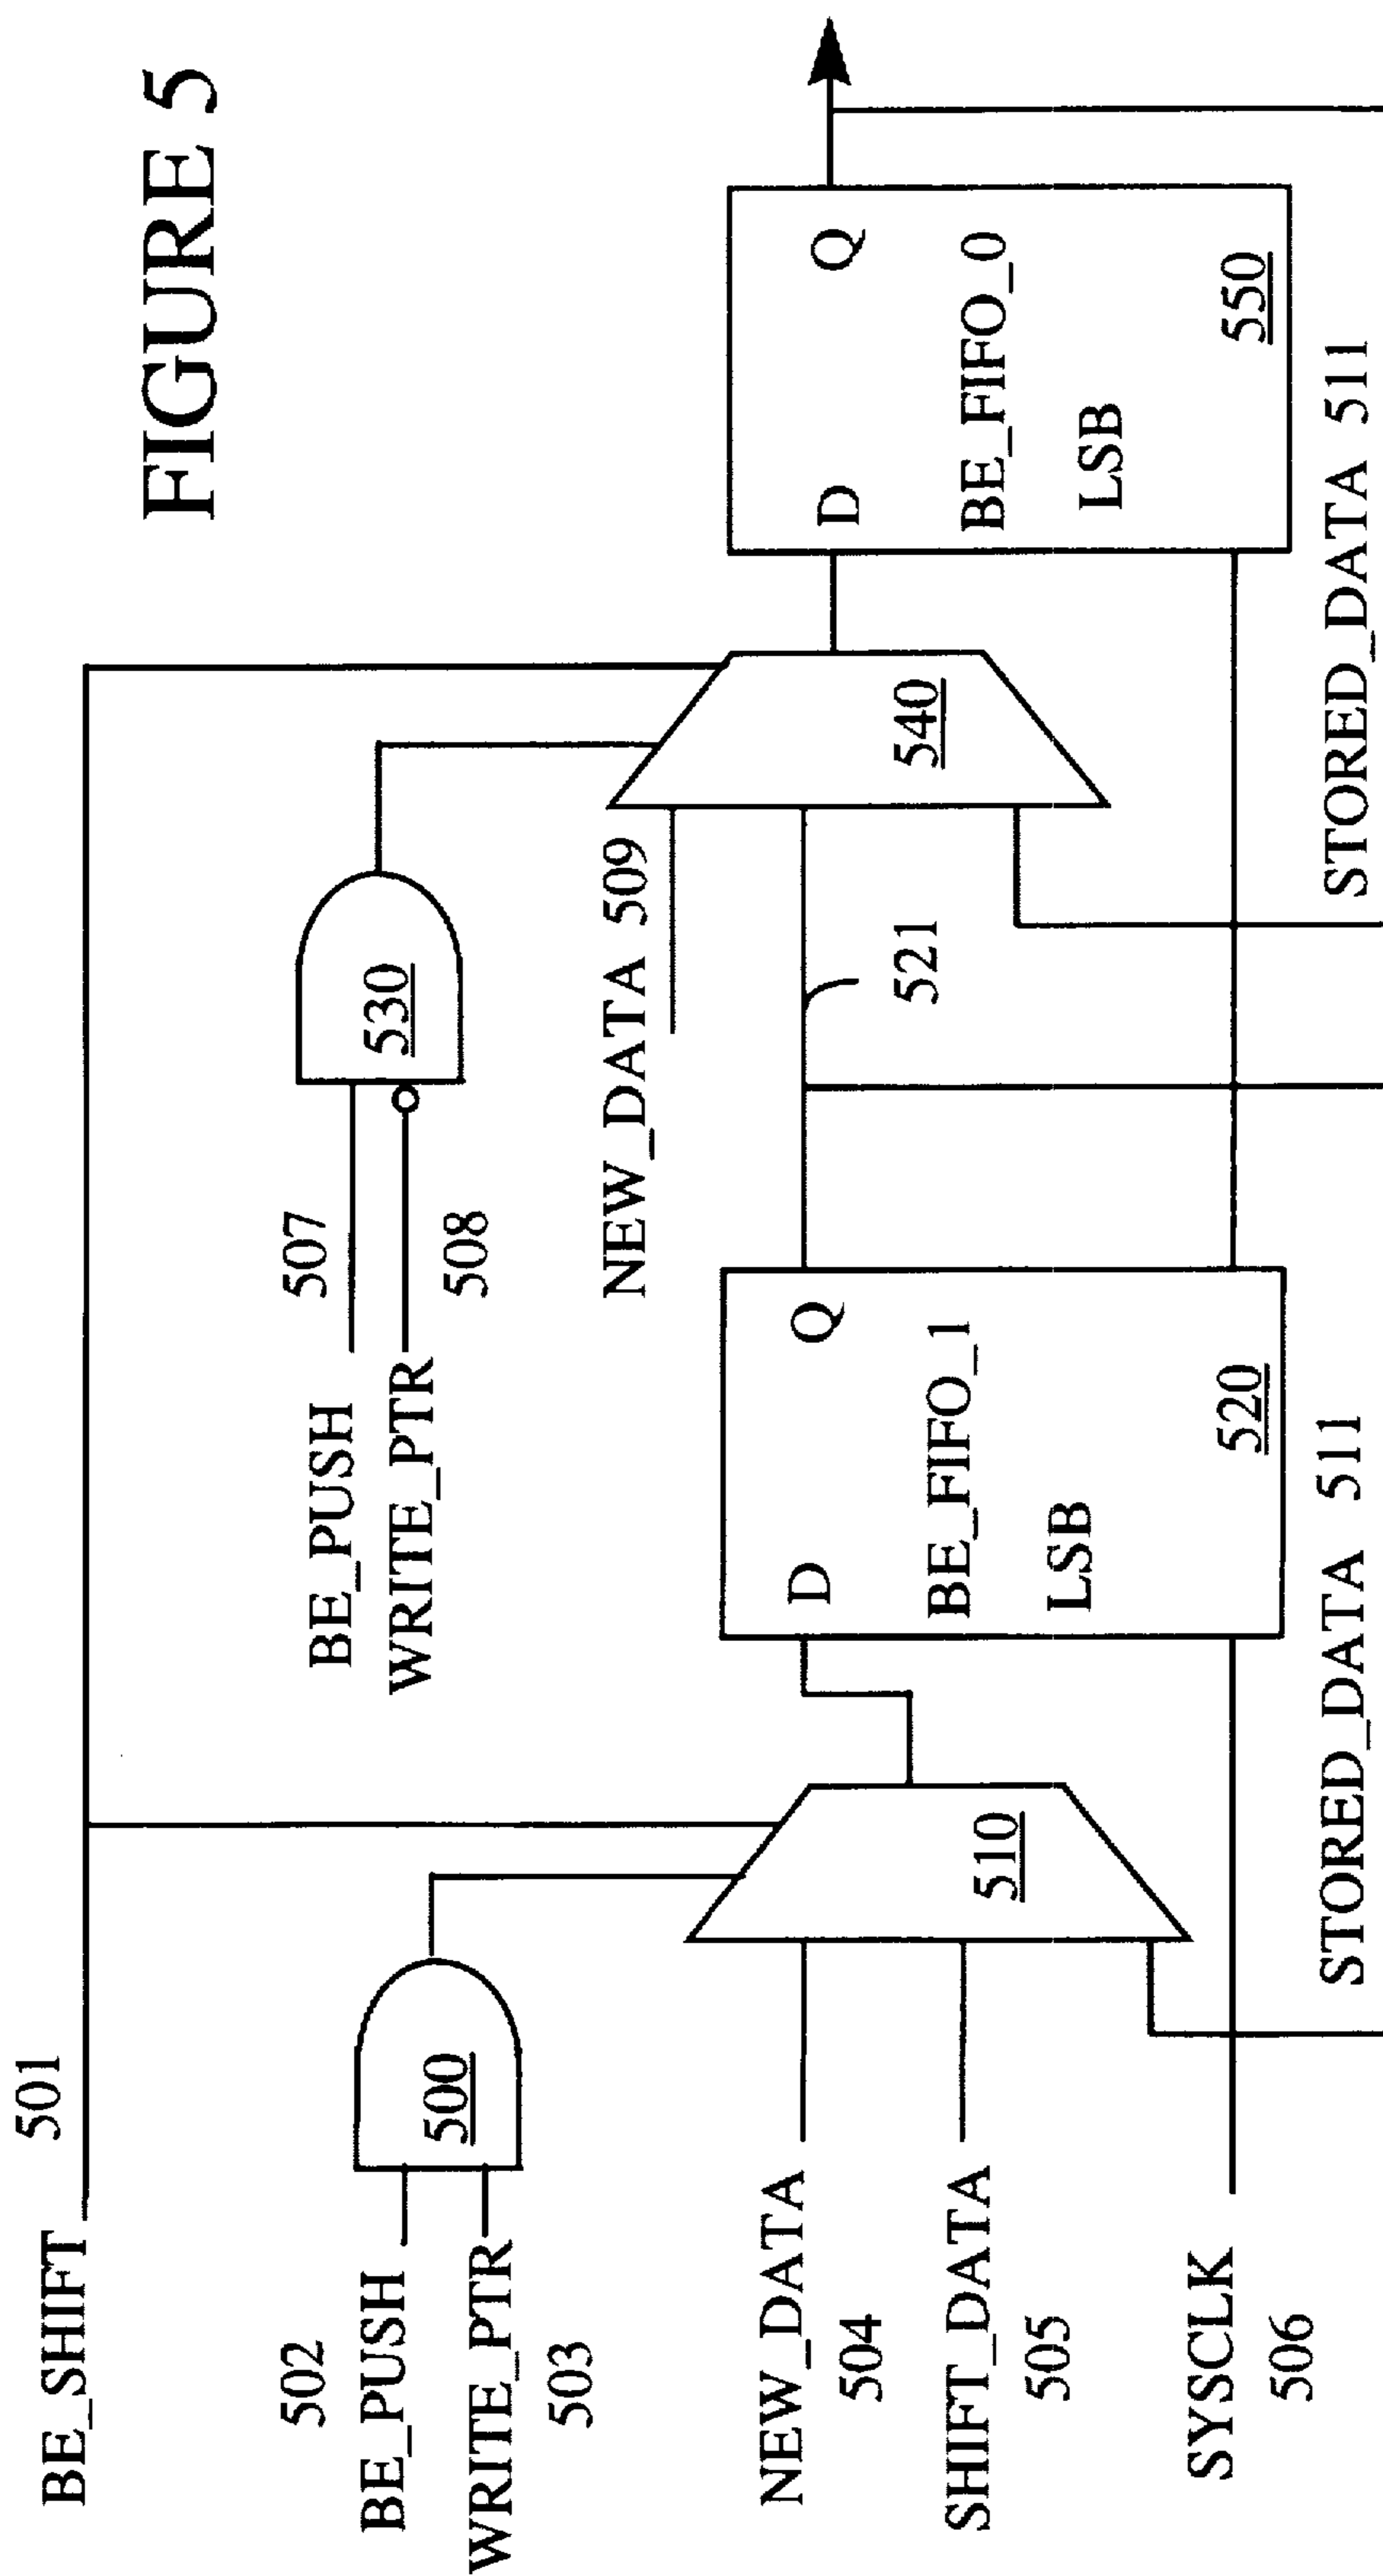 FIGURE 5
BE_SHIFT 501
502
BE_PUSH
WRITE_PTR
503
500
BE_PUSH 507
WRITE_PTR
508
530
NEW_DATA 509
NEW_DATA
504
SHIFT_DATA
505
510
D Q
BE_FIFO_1
LSB
520
521
540
D Q
BE_FIFO_0
LSB
550
SYSCLK
506
STORED_DATA 511
STORED_DATA 511